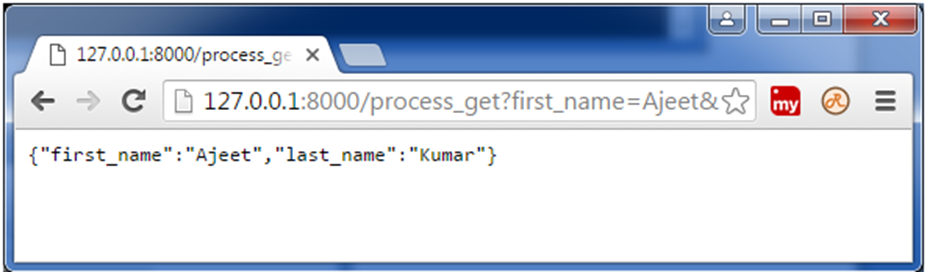 127.0.0.1:8000/process_ge
127.0.0.1:8000/process_get?first_name=Ajeet&
my
{"first_name":"Ajeet","last_name":"Kumar"}